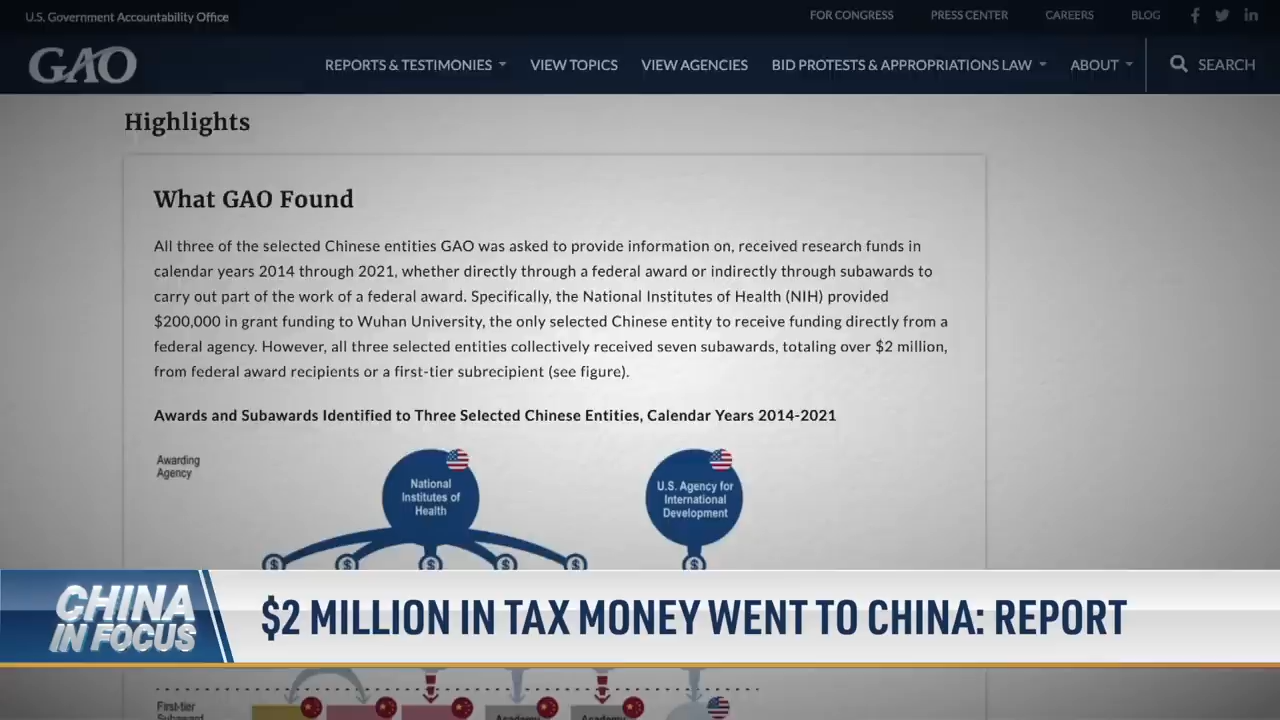 U.S. Government Accountability Office
FOR CONGRESS PRESS CENTER CAREERS BLOG
GAO
REPORTS & TESTIMONIES VIEW TOPICS VIEW AGENCIES BID PROTESTS & APPROPRIATIONS LAW ABOUT SEARCH
Highlights
What GAO Found
All three of the selected Chinese entities GAO was asked to provide information on, received research funds in
calendar years 2014 through 2021, whether directly through a federal award or indirectly through subawards to
carry out part of the work of a federal award. Specifically, the National Institutes of Health (NIH) provided
$200,000 in grant funding to Wuhan University, the only selected Chinese entity to receive funding directly from a
federal agency. However, all three selected entities collectively received seven subawards, totaling over $2 million,
from federal award recipients or a first-tier subrecipient (see figure).
Awards and Subawards Identified to Three Selected Chinese Entities, Calendar Years 2014-2021
Awarding
Agency
National
Institutes of
Health
U.S. Agency for
International
Development
$ $ $ $ $ $
CHINA
IN FOCUS
$2 MILLION IN TAX MONEY WENT TO CHINA: REPORT
First-tier
Subaward
Academy
Academy